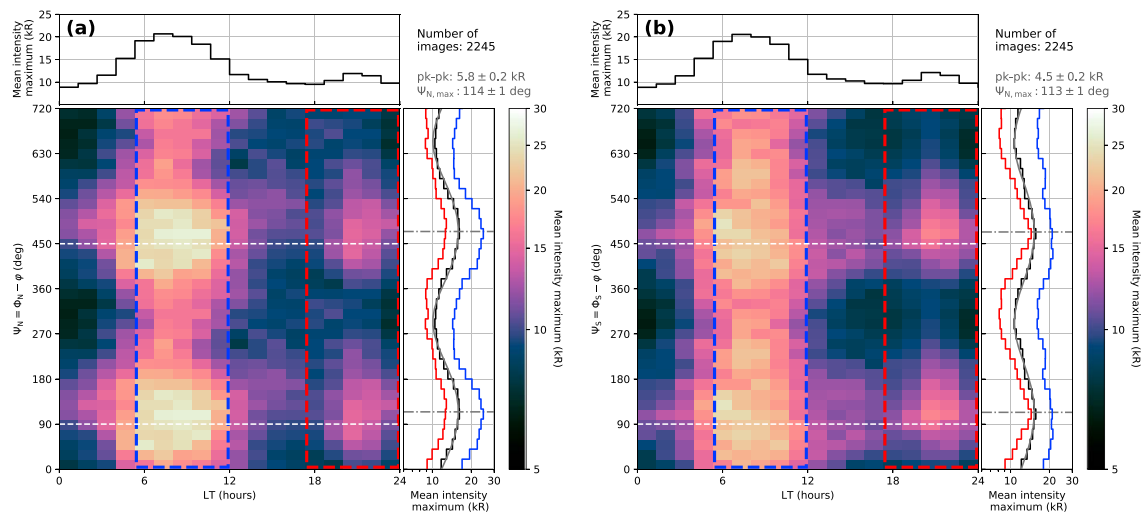 (a)
Mean intensity
maximum (kR)
25
20
15
10
Number of
images: 2245
pk–pk: 5.8 ± 0.2 kR
Ψ_N, max : 114 ± 1 deg
Ψ_N = Φ_N − φ (deg)
720
630
540
450
360
270
180
90
0
0
6
12
18
24
LT (hours)
10
20
30
Mean intensity
maximum (kR)
30
25
20
15
10
5
Mean intensity maximum (kR)
(b)
Mean intensity
maximum (kR)
25
20
15
10
Number of
images: 2245
pk–pk: 4.5 ± 0.2 kR
Ψ_N, max : 113 ± 1 deg
Ψ_S = Φ_S − φ (deg)
720
630
540
450
360
270
180
90
0
0
6
12
18
24
LT (hours)
10
20
30
Mean intensity
maximum (kR)
30
25
20
15
10
5
Mean intensity maximum (kR)